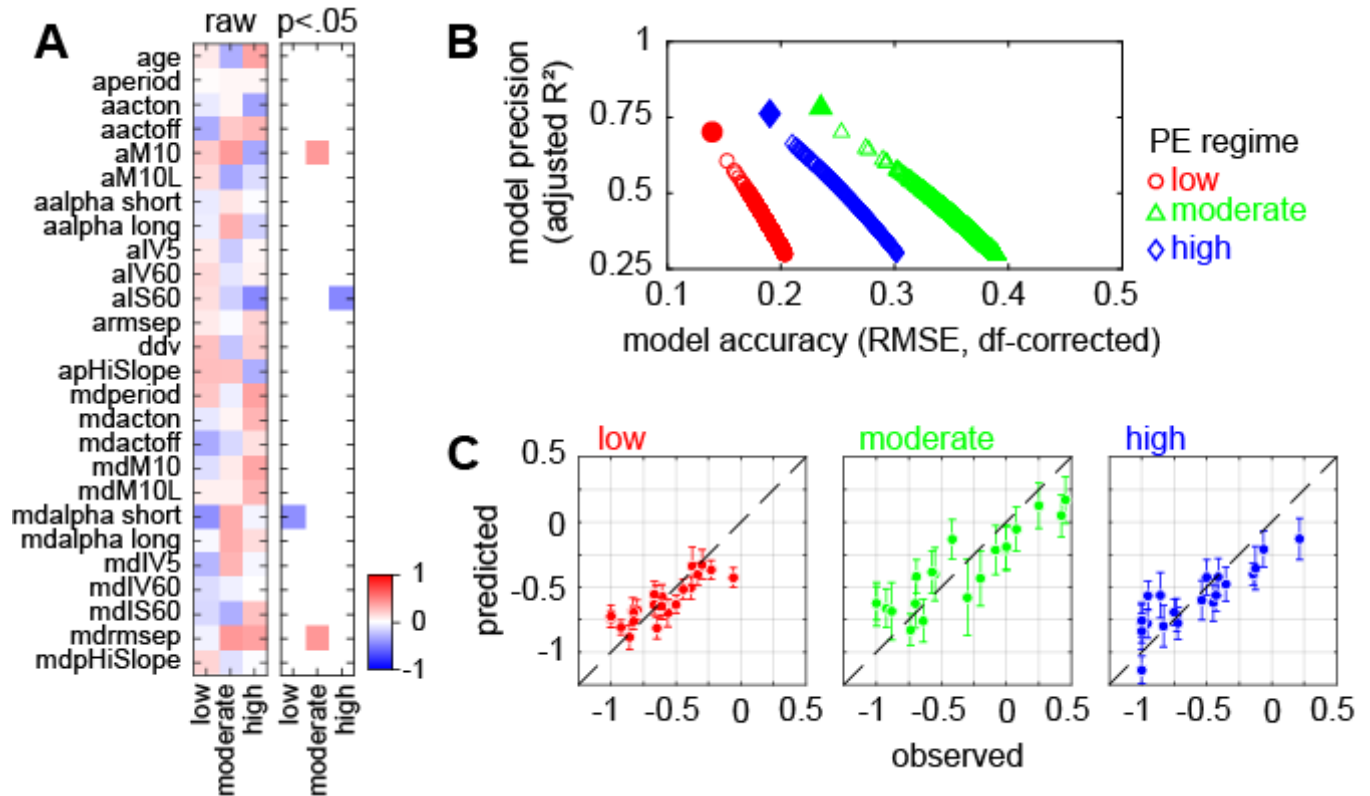 A
raw p<.05
age
aperiod
aacton
aactoff
aM10
aM10L
aalpha short
aalpha long
aIV5
aIV60
aIS60
armsep
ddv
apHiSlope
mdperiod
mdacton
mdactoff
mdM10
mdM10L
mdalpha short
mdalpha long
mdIV5
mdIV60
mdIS60
mdrmsep
mdpHiSlope
low
moderate
high
low
moderate
high
1
0
-1
B
model precision
(adjusted R²)
1
0.75
0.5
0.25
0.1 0.2 0.3 0.4 0.5
model accuracy (RMSE, df-corrected)
PE regime
low
moderate
high
C
low moderate high
predicted
0.5
0
-0.5
-1
-1 -0.5 0 0.5 -1 -0.5 0 0.5 -1 -0.5 0 0.5
observed